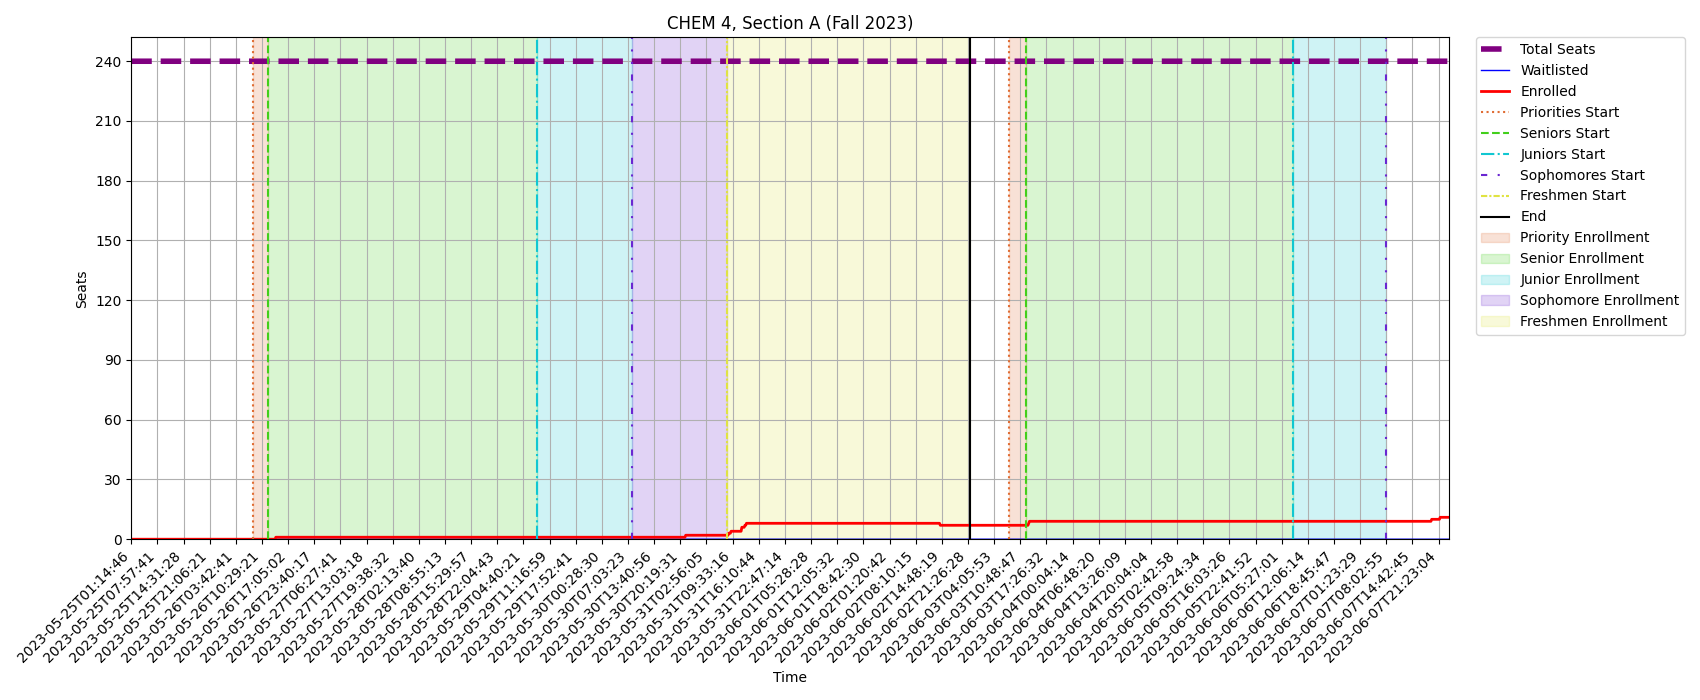 CHEM 4, Section A (Fall 2023)
240
210
180
150
120
90
60
30
0
Seats
2023-05-25T01:14:46
2023-05-25T07:57:41
2023-05-25T14:31:28
2023-05-25T21:06:21
2023-05-26T03:42:41
2023-05-26T10:29:21
2023-05-26T17:05:02
2023-05-26T23:40:17
2023-05-27T06:27:41
2023-05-27T13:03:18
2023-05-27T19:38:32
2023-05-28T02:13:40
2023-05-28T08:55:13
2023-05-28T15:29:57
2023-05-28T22:04:43
2023-05-29T04:40:21
2023-05-29T11:16:59
2023-05-29T17:52:41
2023-05-30T00:28:30
2023-05-30T07:03:23
2023-05-30T13:40:56
2023-05-30T20:19:31
2023-05-31T02:56:05
2023-05-31T09:33:16
2023-05-31T16:10:44
2023-05-31T22:47:14
2023-06-01T05:28:28
2023-06-01T12:05:32
2023-06-01T18:42:30
2023-06-02T01:20:42
2023-06-02T08:10:15
2023-06-02T14:48:19
2023-06-02T21:26:28
2023-06-03T04:05:53
2023-06-03T10:48:47
2023-06-03T17:26:32
2023-06-04T00:04:14
2023-06-04T06:48:20
2023-06-04T13:26:09
2023-06-04T20:04:04
2023-06-05T02:42:58
2023-06-05T09:24:34
2023-06-05T16:03:26
2023-06-05T22:41:52
2023-06-06T05:27:01
2023-06-06T12:06:14
2023-06-06T18:45:47
2023-06-07T01:23:29
2023-06-07T08:02:55
2023-06-07T14:42:45
2023-06-07T21:23:04
Time
Total Seats
Waitlisted
Enrolled
Priorities Start
Seniors Start
Juniors Start
Sophomores Start
Freshmen Start
End
Priority Enrollment
Senior Enrollment
Junior Enrollment
Sophomore Enrollment
Freshmen Enrollment